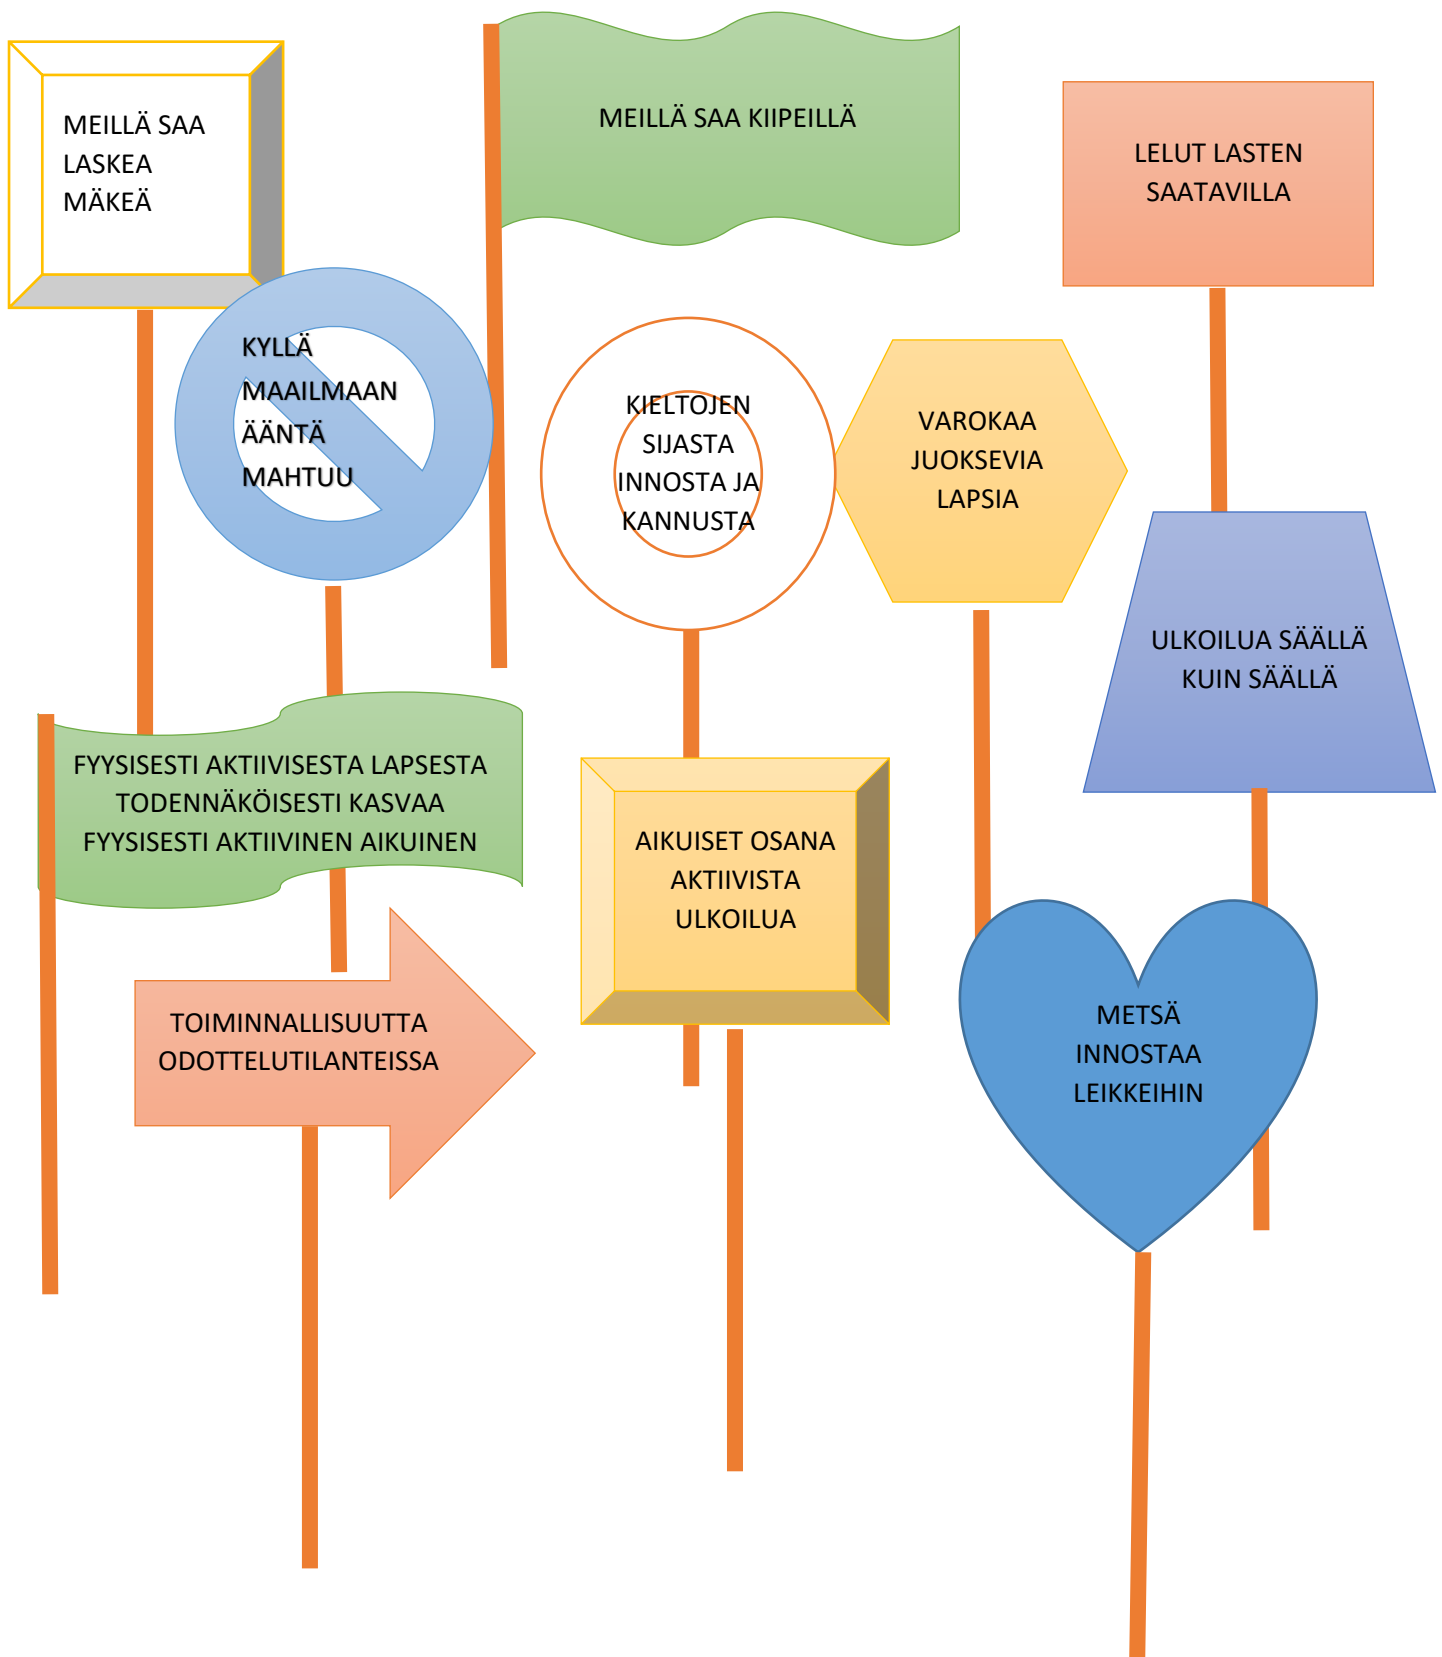 MEILLÄ SAA
LASKEA
MÄKEÄ
MEILLÄ SAA KIIPEILLÄ
LELUT LASTEN
SAATAVILLA
KYLLÄ
MAAILMAAN
ÄÄNTÄ
MAHTUU
KIELTOJEN
SIJASTA
INNOSTA JA
KANNUSTA
VAROKAA
JUOKSEVIA
LAPSIA
ULKOILUA SÄÄLLÄ
KUIN SÄÄLLÄ
FYYSISESTI AKTIIVISESTA LAPSESTA
TODENNÄKÖISESTI KASVAA
FYYSISESTI AKTIIVINEN AIKUINEN
AIKUISET OSANA
AKTIIVISTA
ULKOILUA
TOIMINNALLISUUTTA
ODOTTELUTILANTEISSA
METSÄ
INNOSTAA
LEIKKEIHIN